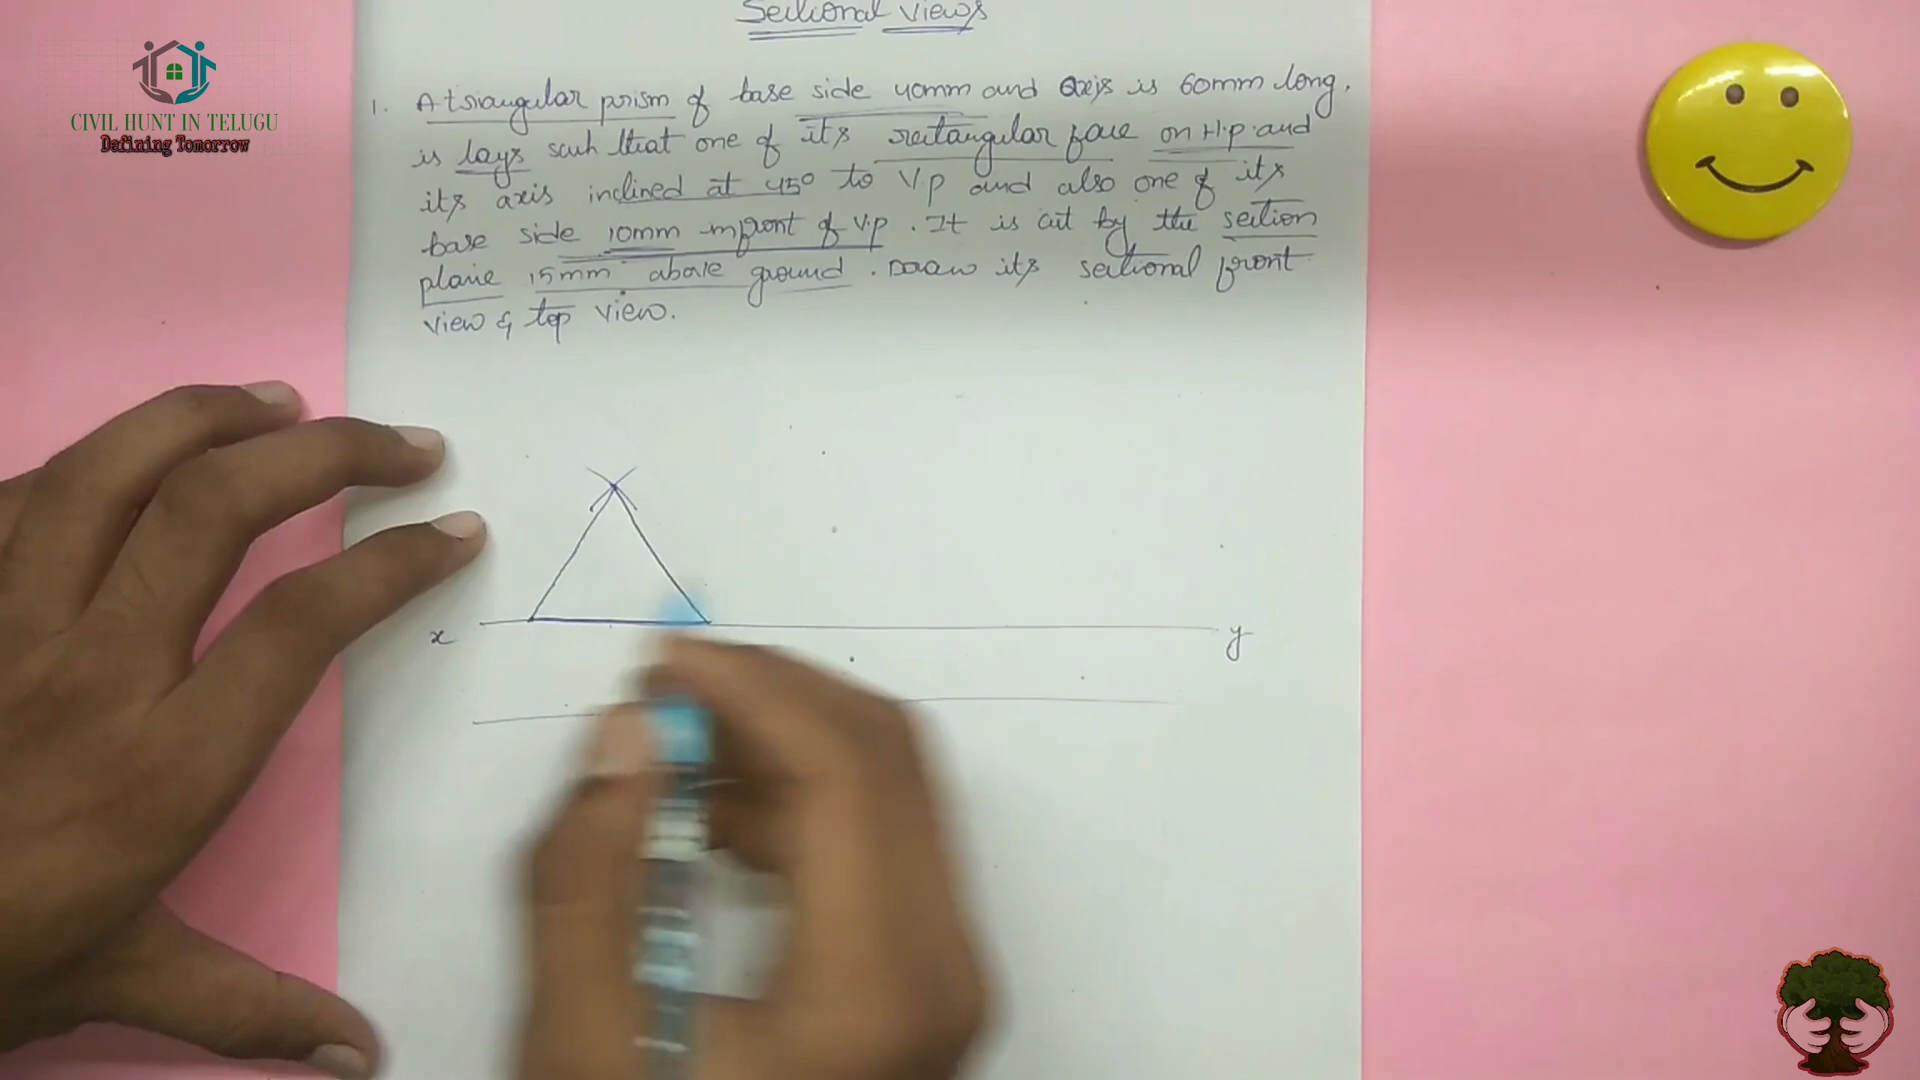 Sectional Views
1. A triangular prism of base side 40mm and axis is 60mm long,
is lays such that one of its rectangular face on H.p. and
its axis inclined at 45° to V.p and also one of its
base side 10mm infront of V.p. It is cut by the section
plane 15mm above ground. Draw its sectional front
view & top view.
x
y
CIVIL HUNT IN TELUGU
Defining Tomorrow